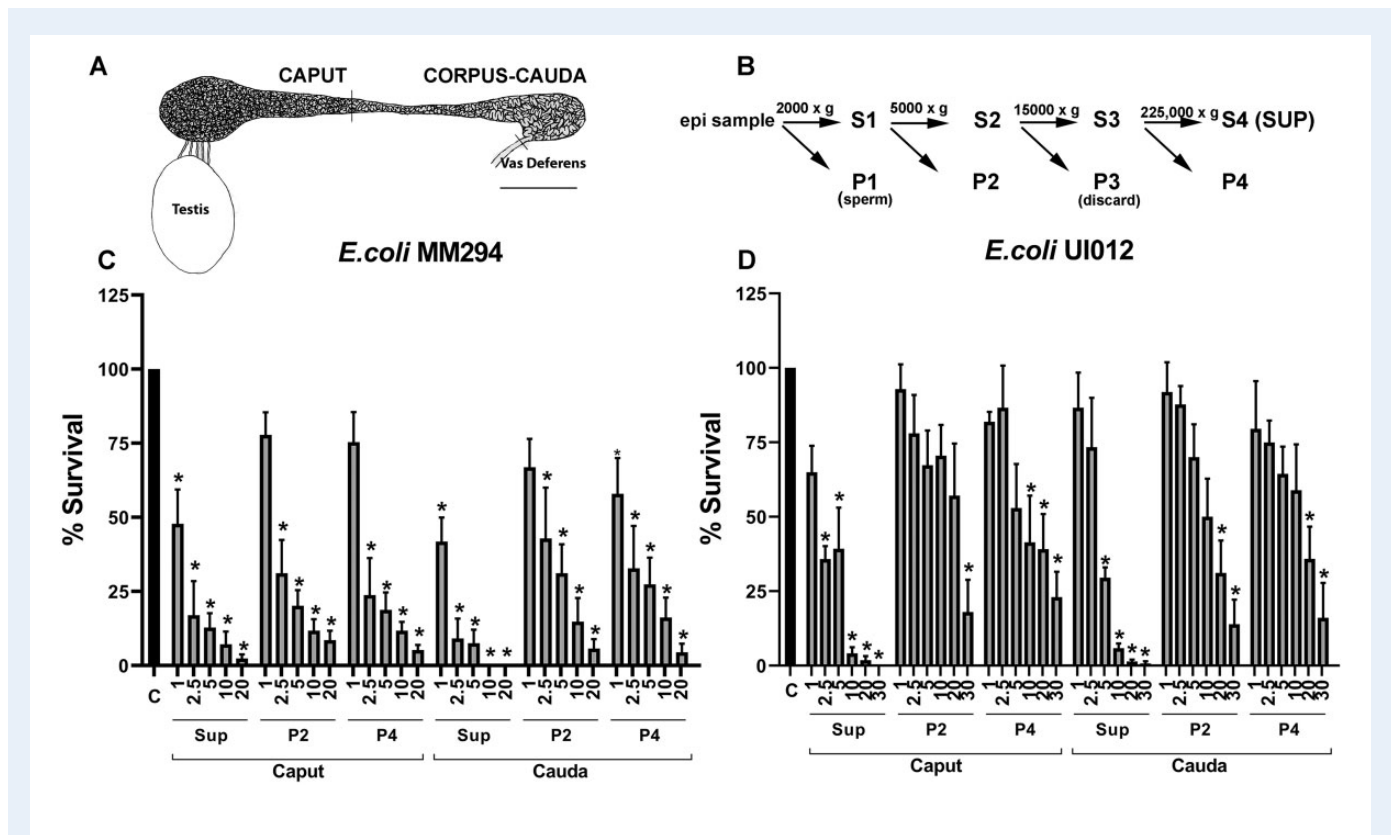 A
CAPUT
CORPUS-CAUDA
Vas Deferens
Testis
B
2000 x g
5000 x g
15000 x g
225,000 x g
epi sample
S1
S2
S3
S4 (SUP)
P1
P2
P3
P4
(sperm)
(discard)
C
E.coli MM294
125
100
75
50
25
0
% Survival
* * * * * * * * * * * * * * * * * * * * * * * * * *
C 1 2.5 5 10 20 1 2.5 5 10 20 1 2.5 5 10 20 1 2.5 5 10 20 1 2.5 5 10 20 1 2.5 5 10 20
Sup P2 P4 Sup P2 P4
Caput Cauda
D
E.coli UI012
125
100
75
50
25
0
% Survival
* * * * * * * * * * * * * * * * *
C 1 2.5 5 10 20 30 1 2.5 5 10 20 30 1 2.5 5 10 20 30 1 2.5 5 10 20 30 1 2.5 5 10 20 30 1 2.5 5 10 20 30
Sup P2 P4 Sup P2 P4
Caput Cauda